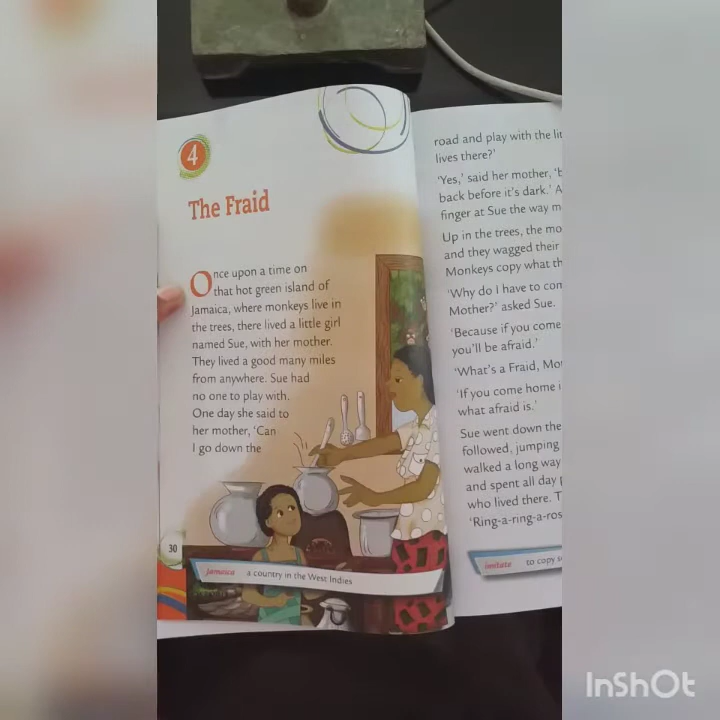 4
The Fraid
Once upon a time on
that hot green island of
Jamaica, where monkeys live in
the trees, there lived a little girl
named Sue, with her mother.
They lived a good many miles
from anywhere. Sue had
no one to play with.
One day she said to
her mother, ‘Can
I go down the
30
Jamaica a country in the West Indies
road and play with the
lives there?’
‘Yes,’ said her mother,
back before it’s dark.’
finger at Sue the way
Up in the trees, the
and they wagged their
Monkeys copy what
‘Why do I have to
Mother?’ asked Sue.
‘Because if you come
you’ll be afraid.’
‘What’s a Fraid,
‘If you come home
what afraid is.’
Sue went down the
followed, jumping
walked a long way
and spent all day
who lived there.
‘Ring-a-ring-a-
imitate to copy
InShOt